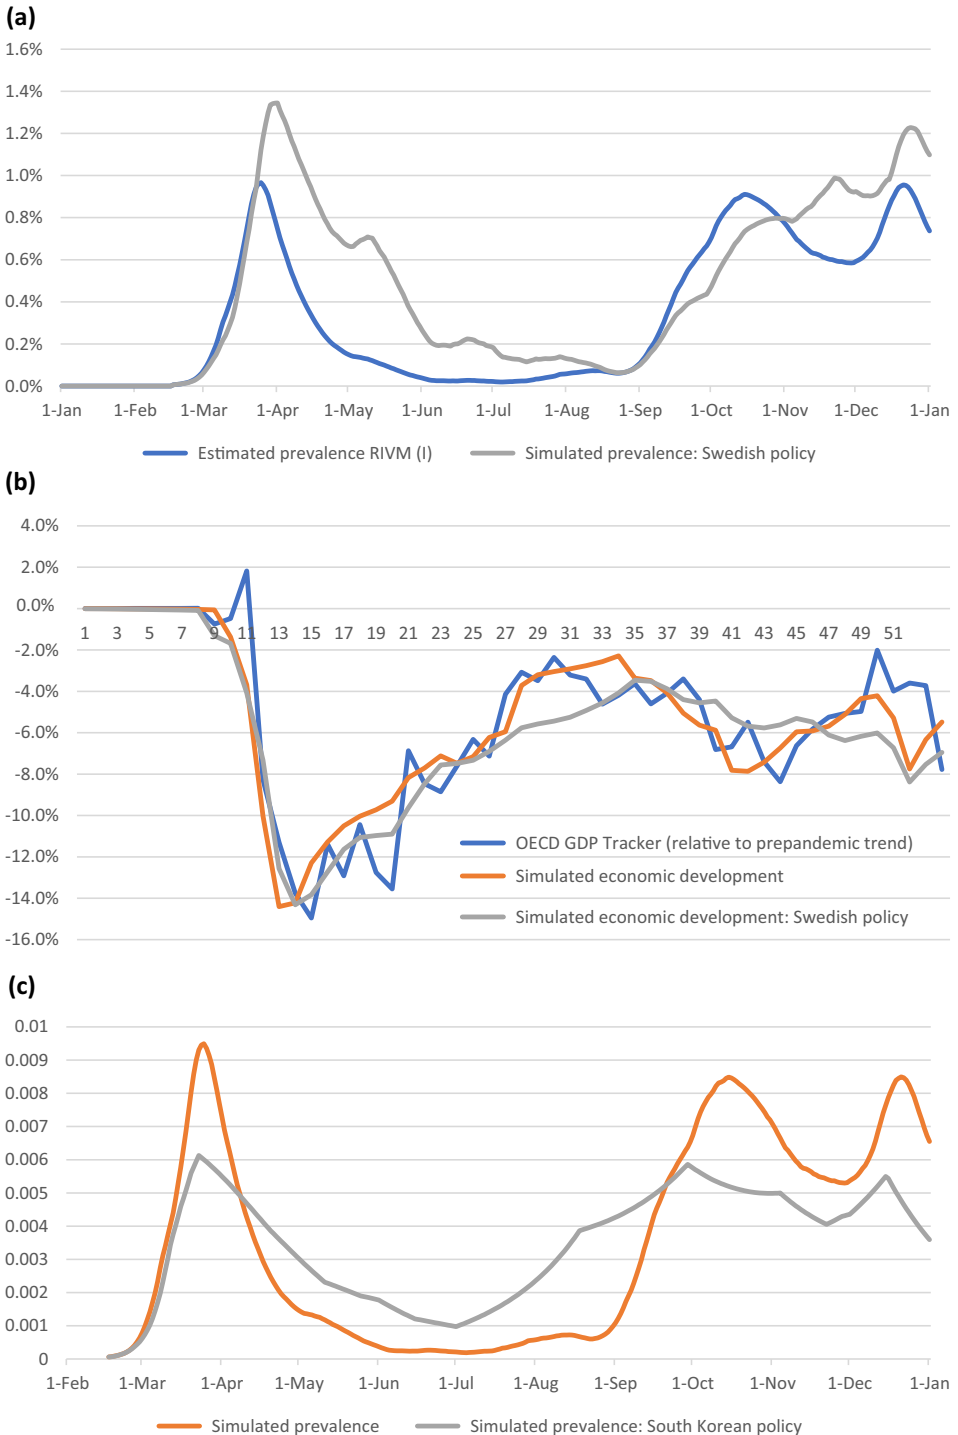 (a)
1.6%
1.4%
1.2%
1.0%
0.8%
0.6%
0.4%
0.2%
0.0%
1-Jan 1-Feb 1-Mar 1-Apr 1-May 1-Jun 1-Jul 1-Aug 1-Sep 1-Oct 1-Nov 1-Dec 1-Jan
Estimated prevalence RIVM (I) Simulated prevalence: Swedish policy
(b)
4.0%
2.0%
0.0%
1 3 5 7 9 11 13 15 17 19 21 23 25 27 29 31 33 35 37 39 41 43 45 47 49 51
-2.0%
-4.0%
-6.0%
-8.0%
-10.0%
-12.0%
-14.0%
-16.0%
OECD GDP Tracker (relative to prepandemic trend)
Simulated economic development
Simulated economic development: Swedish policy
(c)
0.01
0.009
0.008
0.007
0.006
0.005
0.004
0.003
0.002
0.001
0
1-Feb 1-Mar 1-Apr 1-May 1-Jun 1-Jul 1-Aug 1-Sep 1-Oct 1-Nov 1-Dec 1-Jan
Simulated prevalence Simulated prevalence: South Korean policy